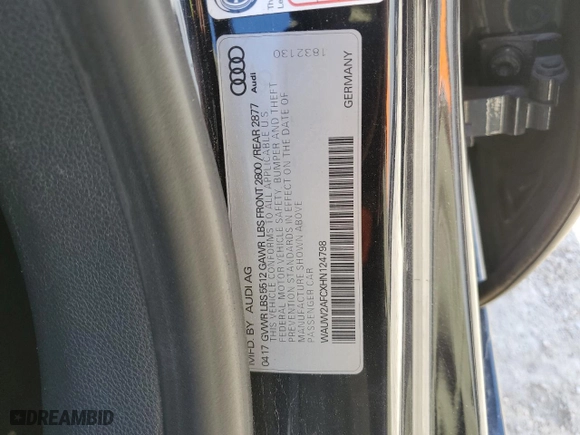 Audi
1832130
MFD. BY AUDI AG
0417 GVWR LBS 5512 GAWR LBS FRONT 2800/REAR 2877
THIS VEHICLE CONFORMS TO ALL APPLICABLE U.S.
FEDERAL MOTOR VEHICLE SAFETY, BUMPER AND THEFT
PREVENTION STANDARDS IN EFFECT ON THE DATE OF
MANUFACTURE SHOWN ABOVE
PASSENGER CAR
WAUW2AFCXHN124798
GERMANY
DREAMBID